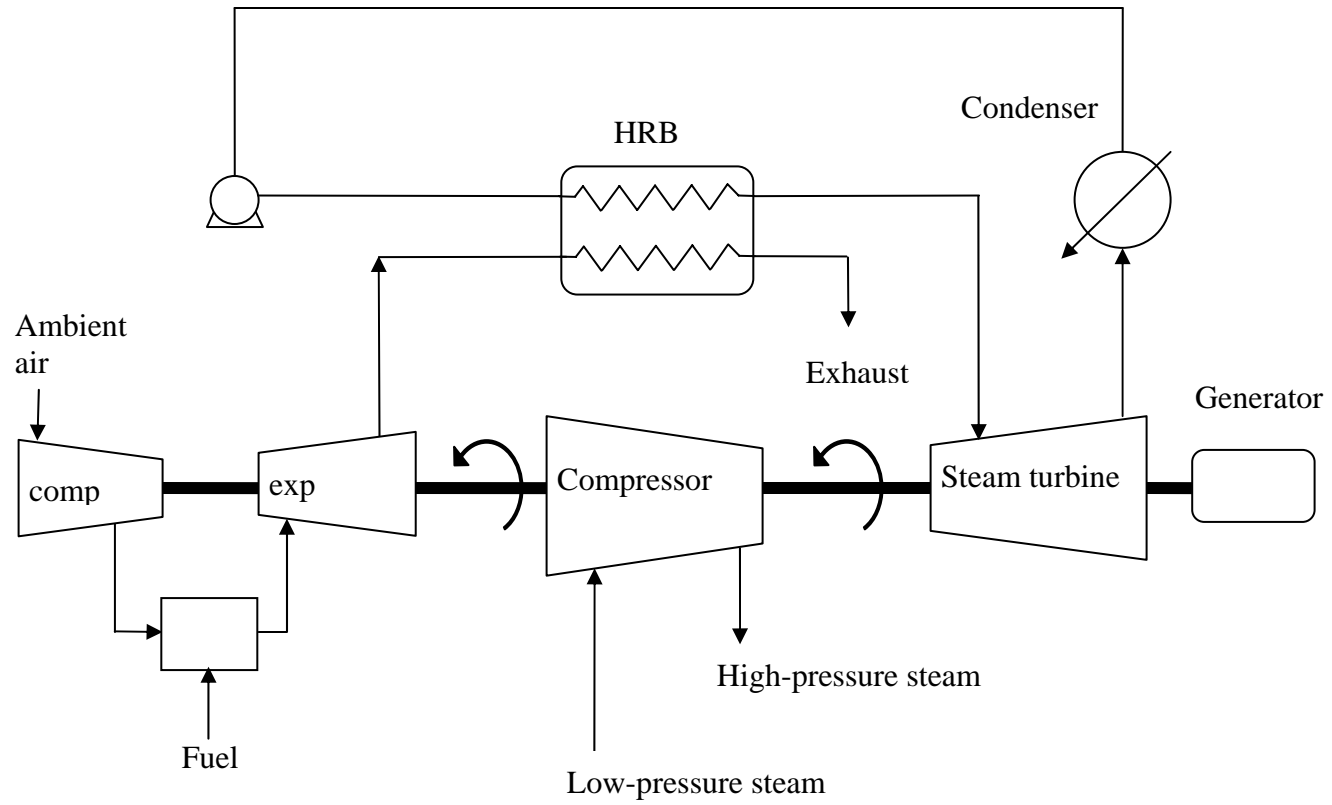 Condenser
HRB
Ambient
air
Exhaust
Generator
comp
exp
Compressor
Steam turbine
High-pressure steam
Fuel
Low-pressure steam